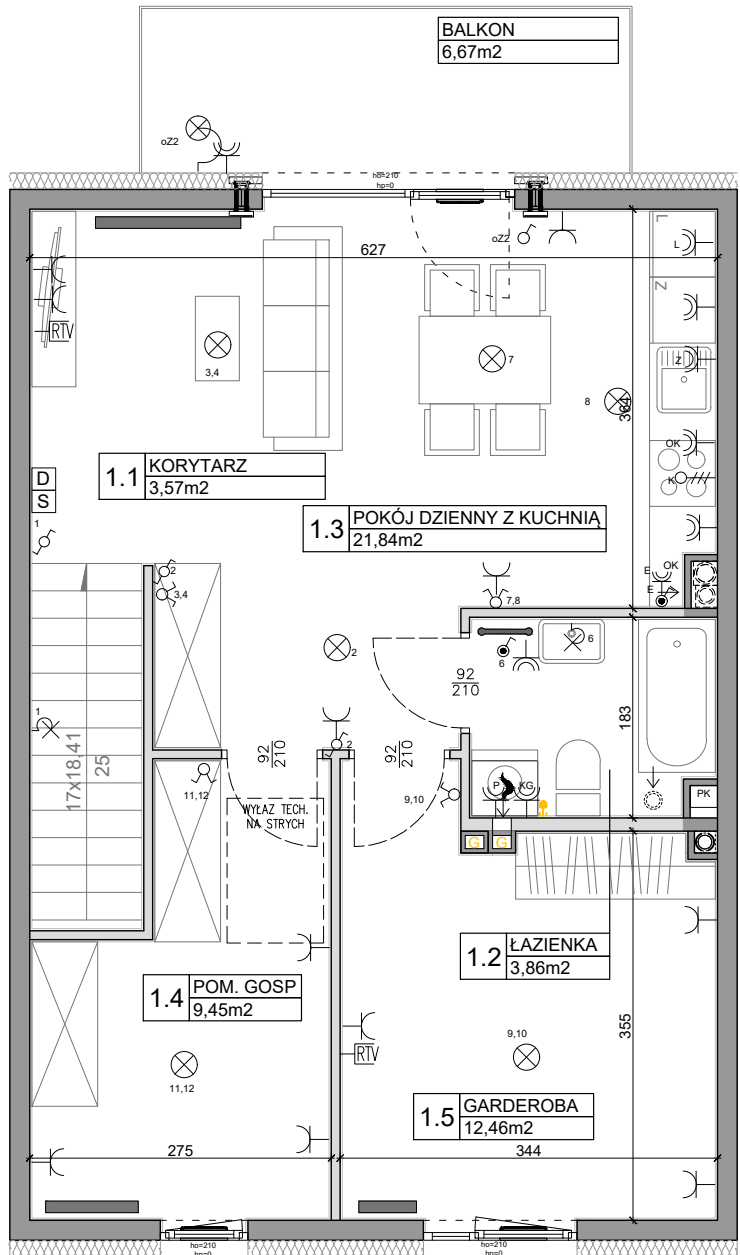 BALKON
6,67m2
oZ2
ho=210
hp=0
oZ2
L
627
Z
RTV
3,4
7
Z
8
364
OK
K
1.1 KORYTARZ
3,57m2
D
S
1.3 POKÓJ DZIENNY Z KUCHNIĄ
21,84m2
1
2
3,4
E OK
E
7,8
2
6
6
92
210
183
1
17x18,41
25
92
210
2
92
210
11,12
WYŁAZ TECH.
NA STRYCH
9,10
P
KG
PK
G
G
1.2 ŁAZIENKA
3,86m2
1.4 POM. GOSP
9,45m2
355
9,10
RTV
11,12
1.5 GARDEROBA
12,46m2
275
344
ho=210
hp=0
ho=210
hp=0